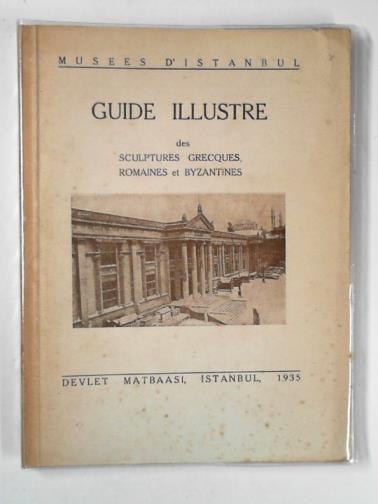 MUSEES D'ISTANBUL
GUIDE ILLUSTRE
des
SCULPTURES GRECQUES,
ROMAINES et BYZANTINES
DEVLET MATBAASI, ISTANBUL, 1935